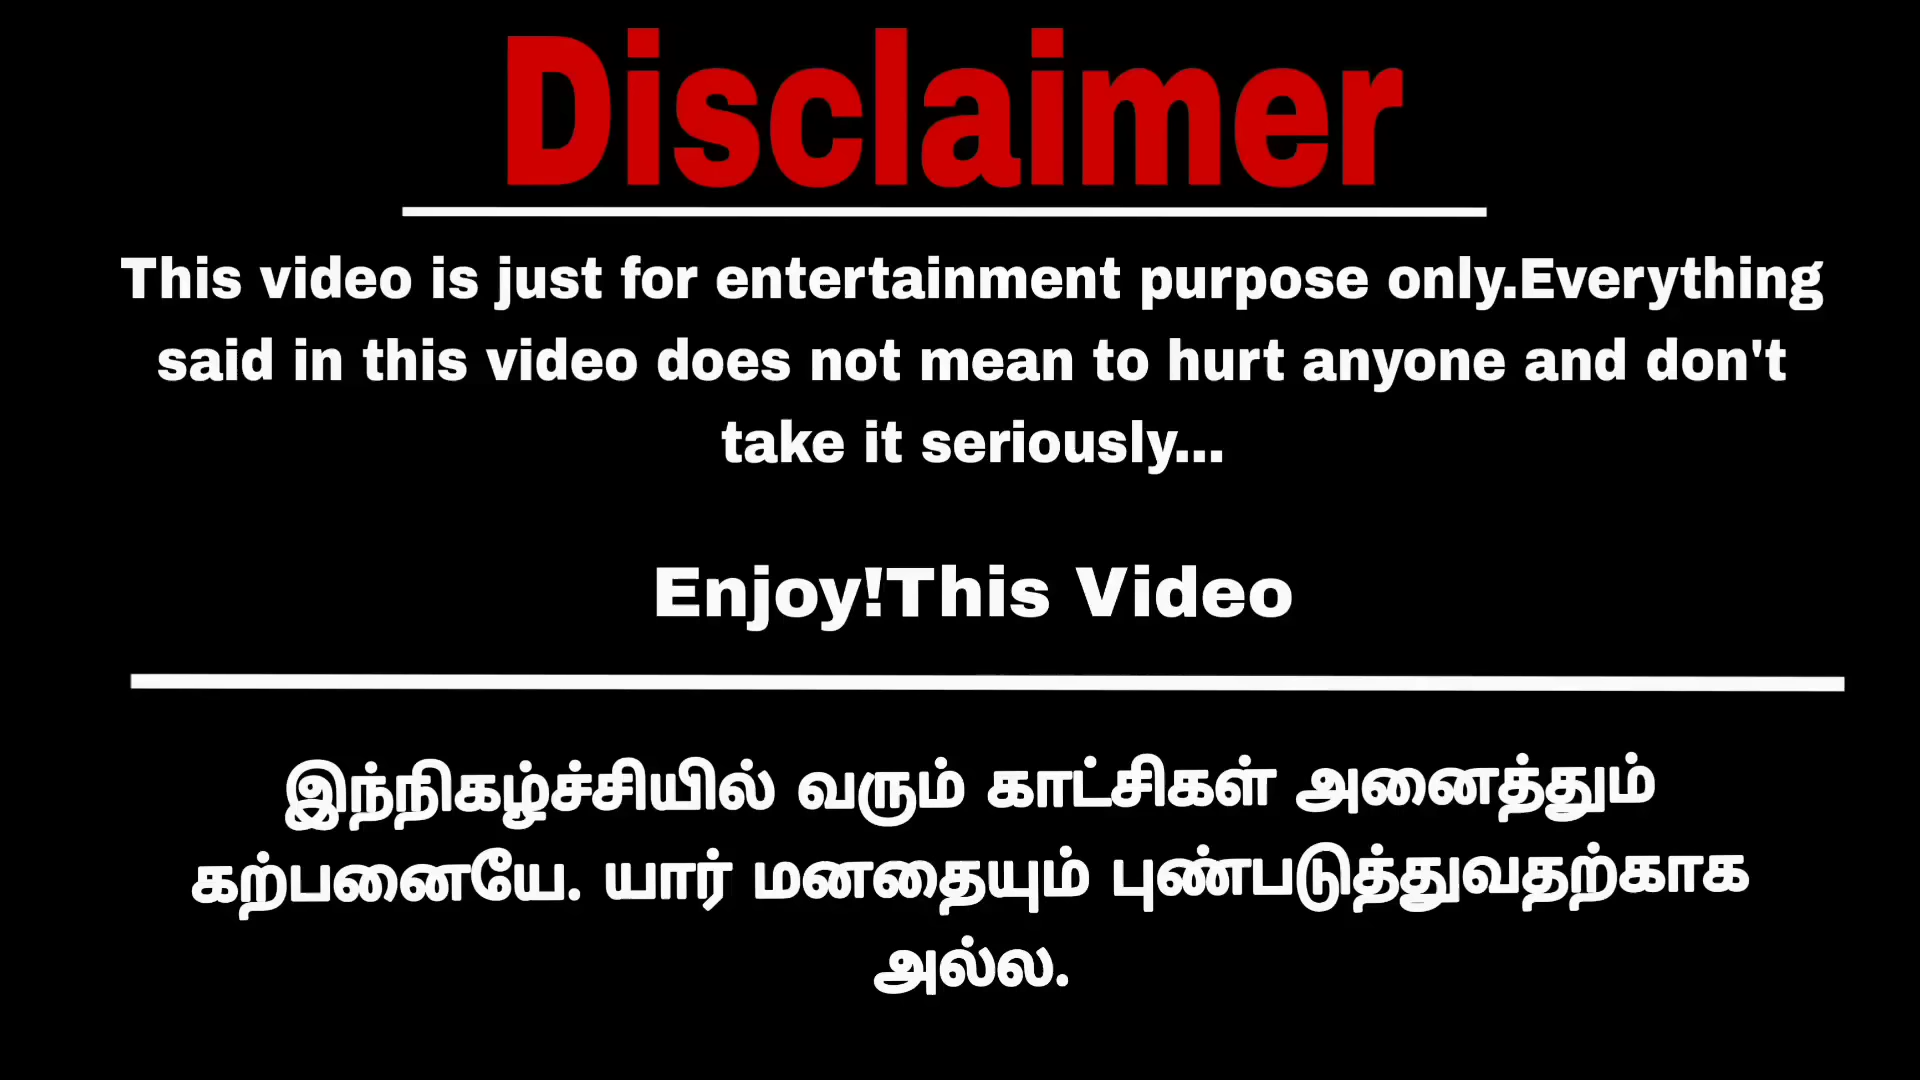 Disclaimer
This video is just for entertainment purpose only.Everything
said in this video does not mean to hurt anyone and don't
take it seriously...
Enjoy!This Video
இந்நிகழ்ச்சியில் வரும் காட்சிகள் அனைத்தும்
கற்பனையே. யார் மனதையும் புண்படுத்துவதற்காக
அல்ல.